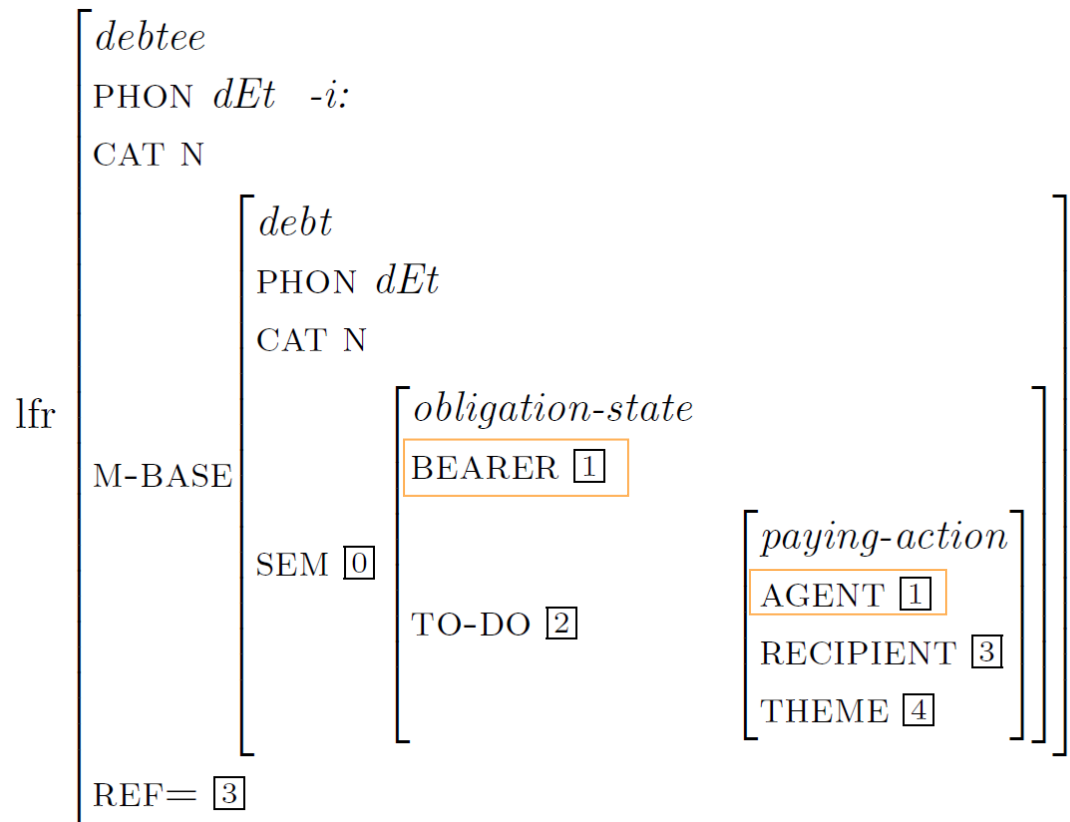 debtee
PHON dEt -i:
CAT N
debt
PHON dEt
CAT N
obligation-state
lfr
BEARER 1
M-BASE
paying-action
SEM 0
AGENT 1
TO-DO 2
RECIPIENT 3
THEME 4
REF= 3